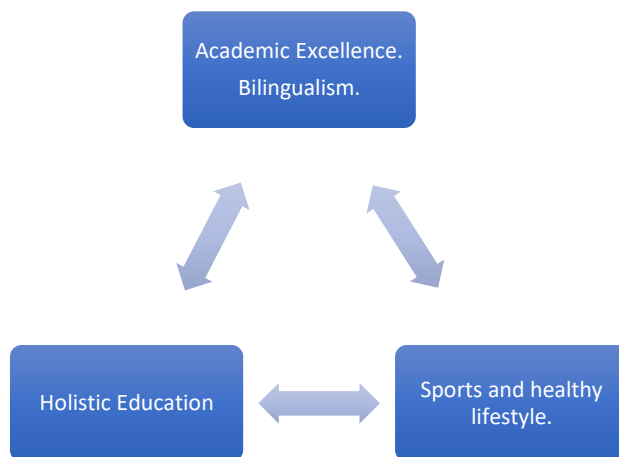 Academic Excellence.
Bilingualism.
Holistic Education
Sports and healthy
lifestyle.